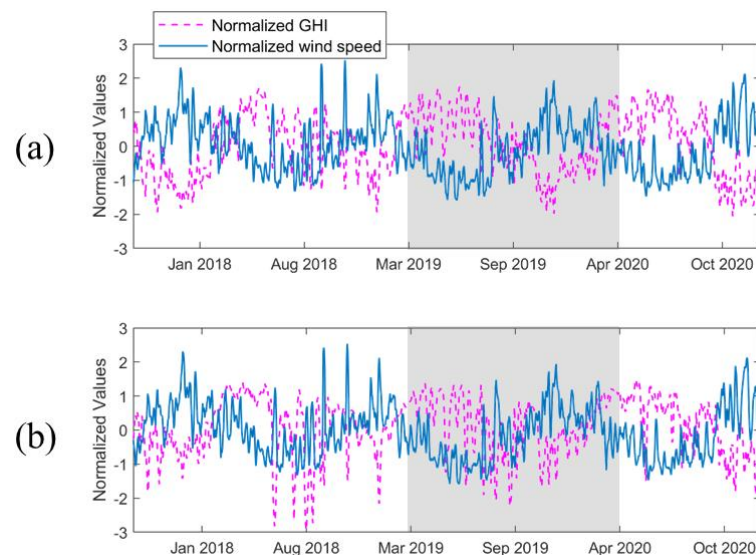 Normalized GHI
Normalized wind speed
(a)
Normalized Values
3
2
1
0
-1
-2
-3
Jan 2018 Aug 2018 Mar 2019 Sep 2019 Apr 2020 Oct 2020
(b)
Normalized Values
3
2
1
0
-1
-2
-3
Jan 2018 Aug 2018 Mar 2019 Sep 2019 Apr 2020 Oct 2020